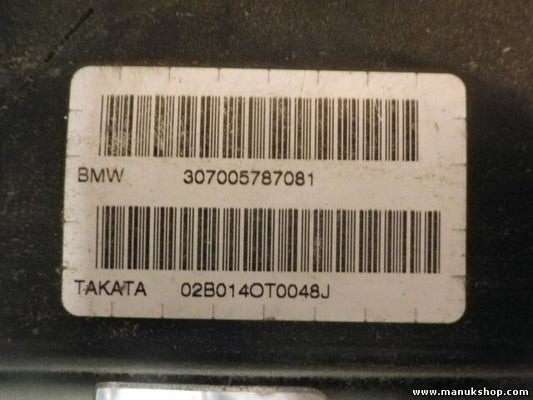 BMW 307005787081
TAKATA 02B014OT0048J
www.manukshop.com